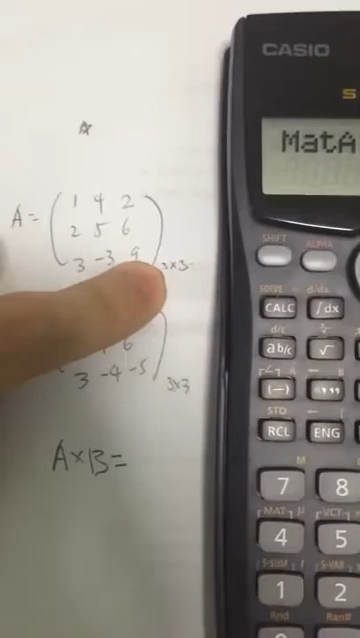 A = 1 4 2
2 5 6
3 -3 9
3×3
6
3 -4 -5
3×3
A×B=
CASIO
S
MatA
SHIFT ALPHA
SOLVE = d/dx
CALC ∫dx
d/c
ab/c √
(-) °'"
STO
RCL ENG
M
7 8
MAT VCT
4 5
S-SUM S-VAR
1 2
Rnd Ran#